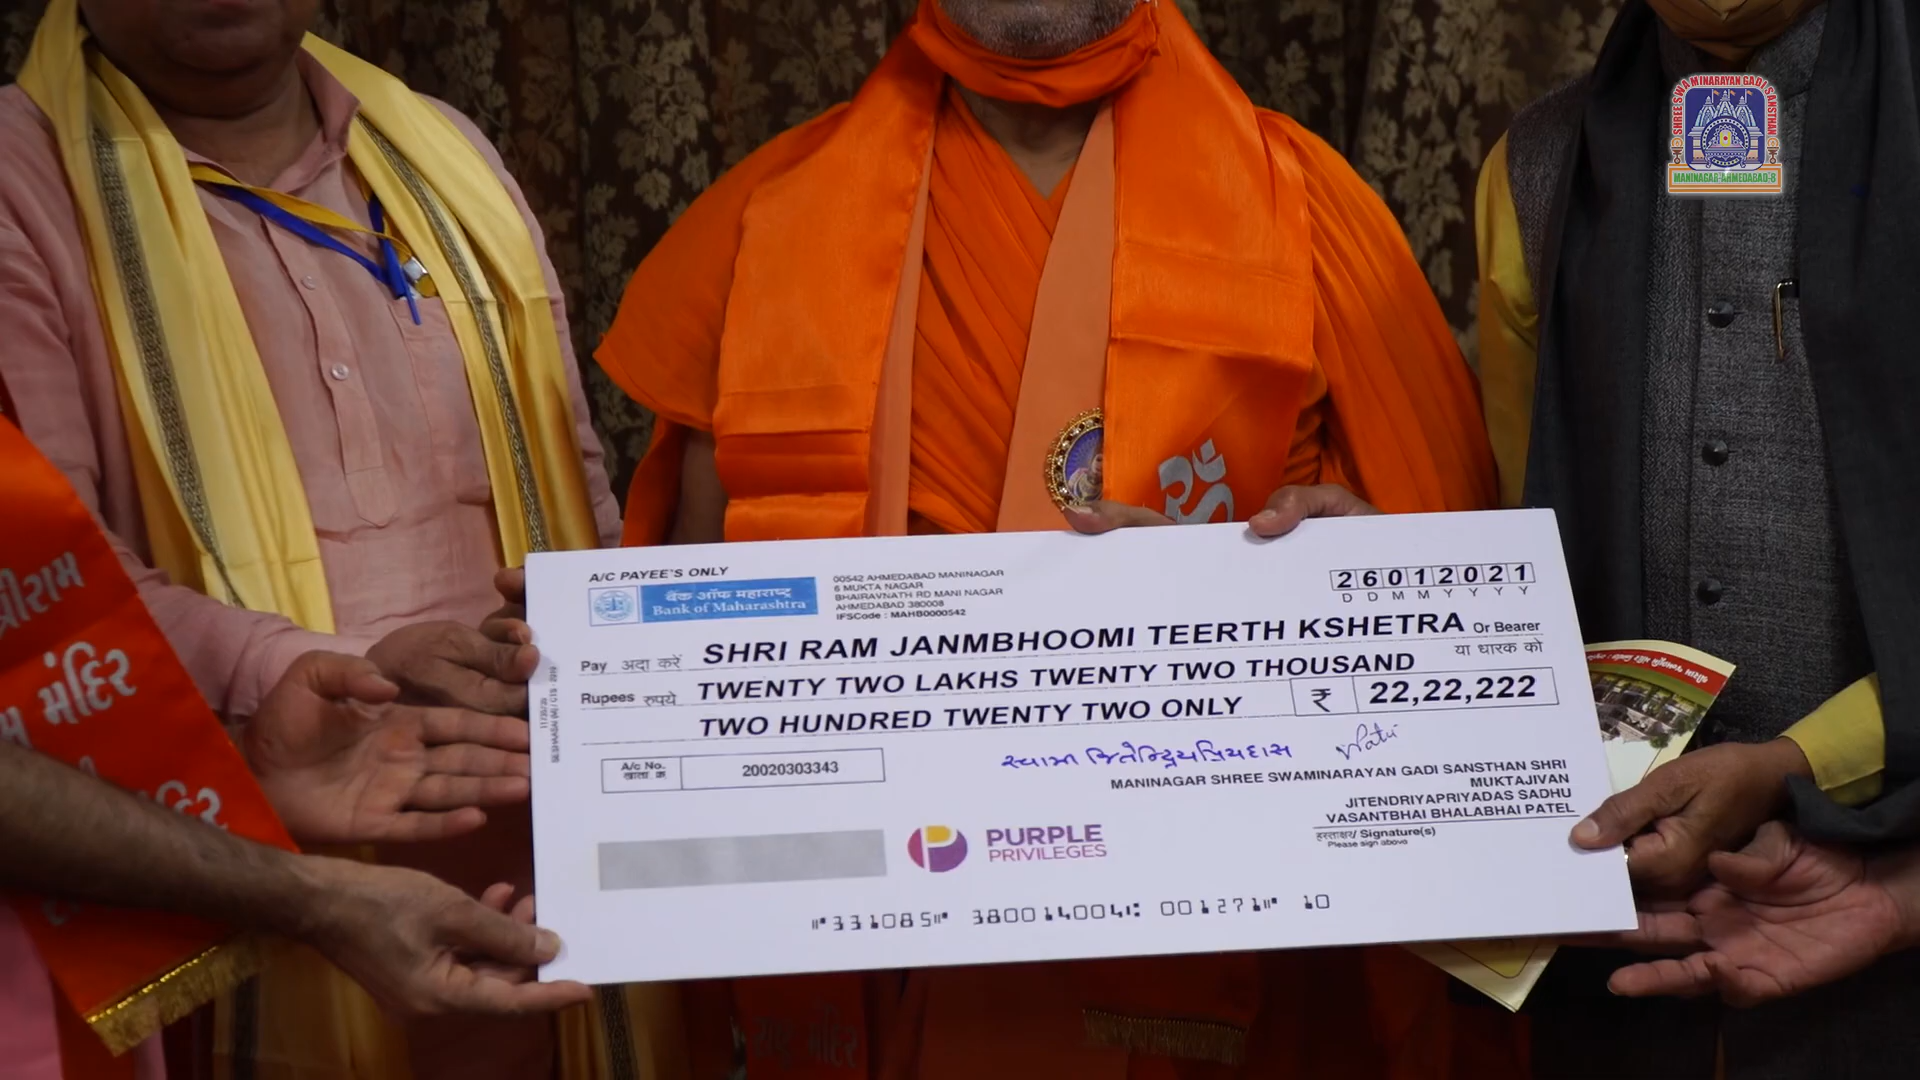 SHREE SWAMINARAYAN GADI SANSTHAN
MANINAGAR-AHMEDABAD-8
શ્રીરામ
મંદિર
A/C PAYEE'S ONLY
बैंक ऑफ महाराष्ट्र
Bank of Maharashtra
00542 AHMEDABAD MANINAGAR
6 MUKTA NAGAR
BHAIRAVNATH RD MANI NAGAR
AHMEDABAD 380008
IFSCode : MAHB0000542
26012021
D D M M Y Y Y Y
Pay अदा करें SHRI RAM JANMBHOOMI TEERTH KSHETRA Or Bearer
या धारक को
Rupees रुपये TWENTY TWO LAKHS TWENTY TWO THOUSAND
₹ 22,22,222
TWO HUNDRED TWENTY TWO ONLY
A/c No.
खाता क्र
20020303343
સ્વામી જિતેન્દ્રિયપ્રિયદાસ
MANINAGAR SHREE SWAMINARAYAN GADI SANSTHAN SHRI
MUKTAJIVAN
JITENDRIYAPRIYADAS SADHU
VASANTBHAI BHALABHAI PATEL
हस्ताक्षर/ Signature(s)
Please sign above
PURPLE
PRIVILEGES
⑈331085⑈ 380014004⑆ 001271⑈ 10